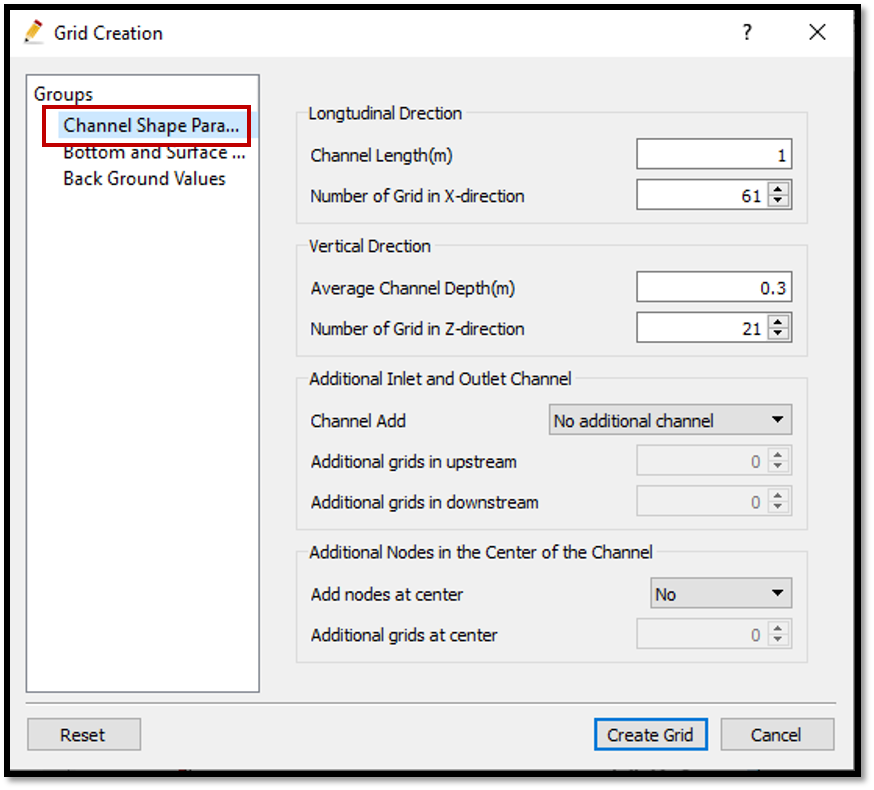 Grid Creation ?
Groups
Channel Shape Para...
Bottom and Surface ...
Back Ground Values
Longtudinal Drection
Channel Length(m) 1
Number of Grid in X-direction 61
Vertical Drection
Average Channel Depth(m) 0.3
Number of Grid in Z-direction 21
Additional Inlet and Outlet Channel
Channel Add No additional channel
Additional grids in upstream 0
Additional grids in downstream 0
Additional Nodes in the Center of the Channel
Add nodes at center No
Additional grids at center 0
Reset Create Grid Cancel